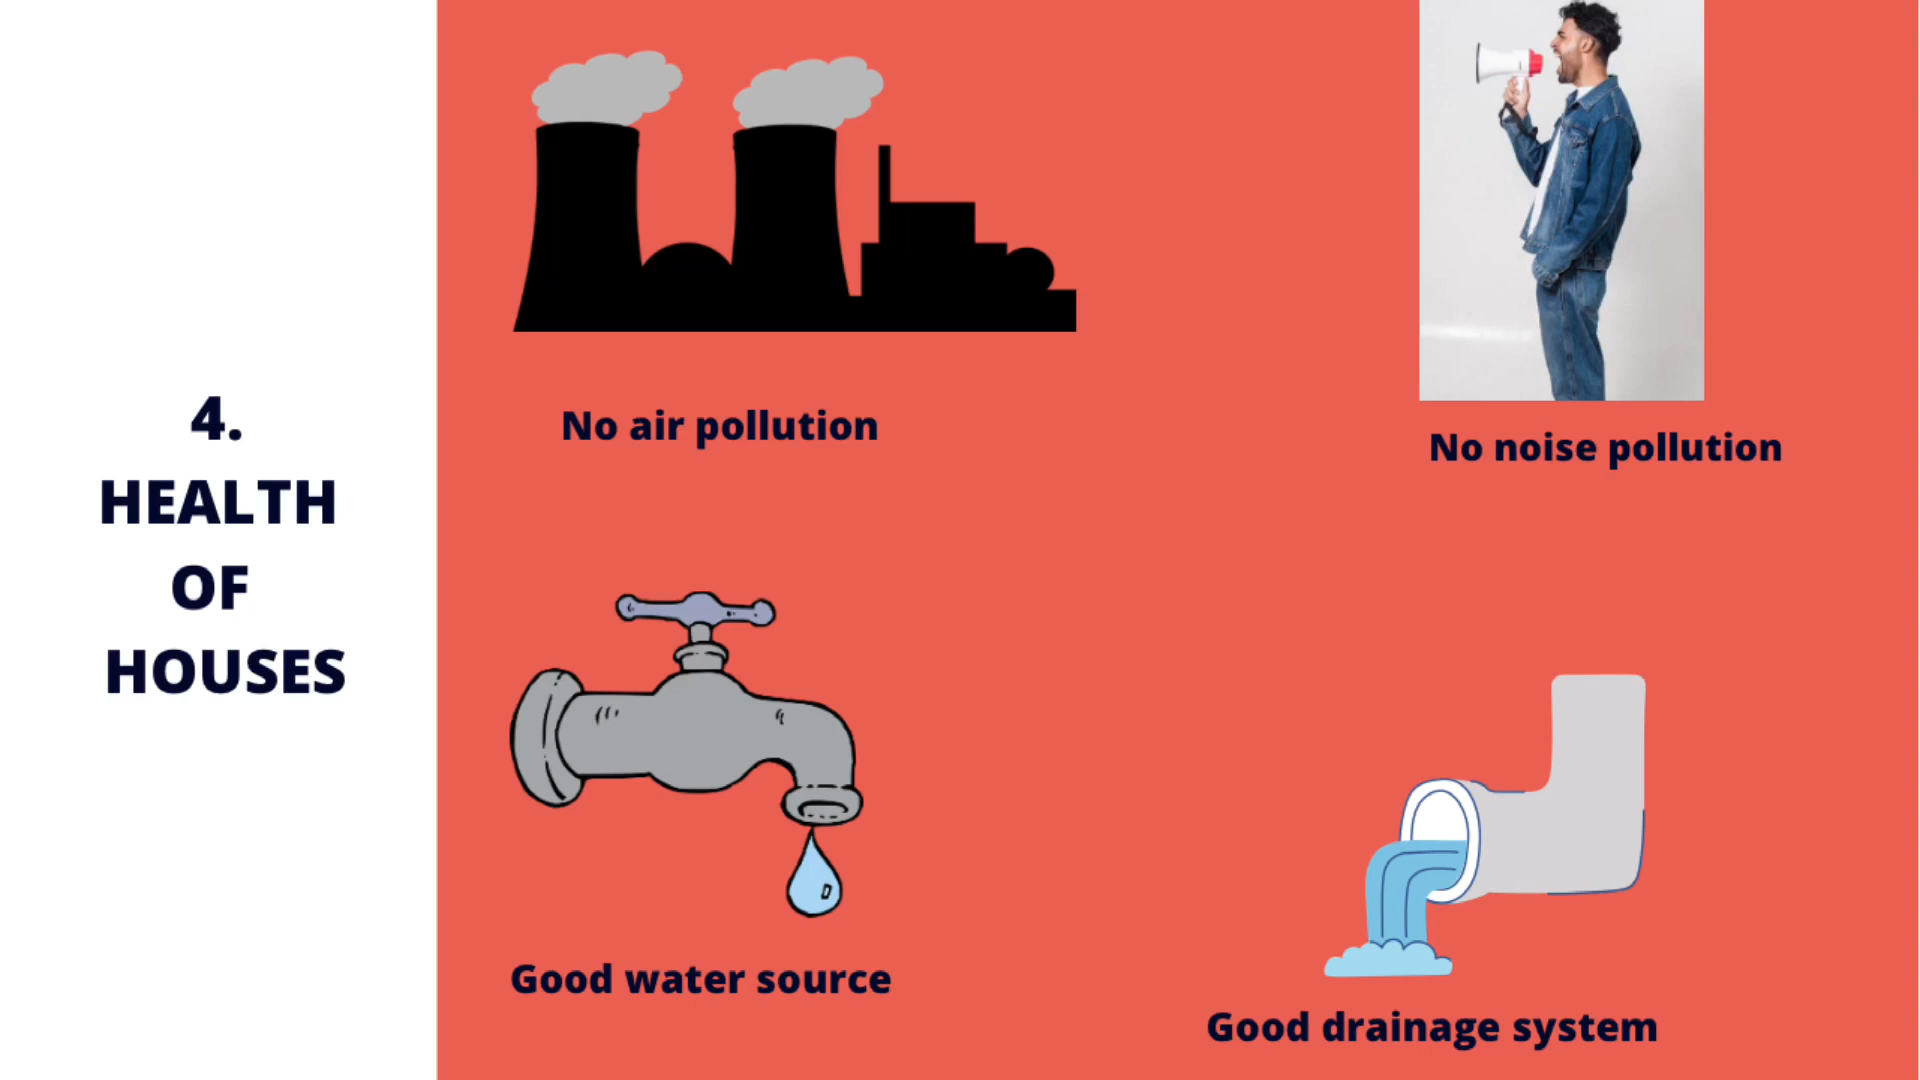 4.
HEALTH
OF
HOUSES
No air pollution
No noise pollution
Good water source
Good drainage system